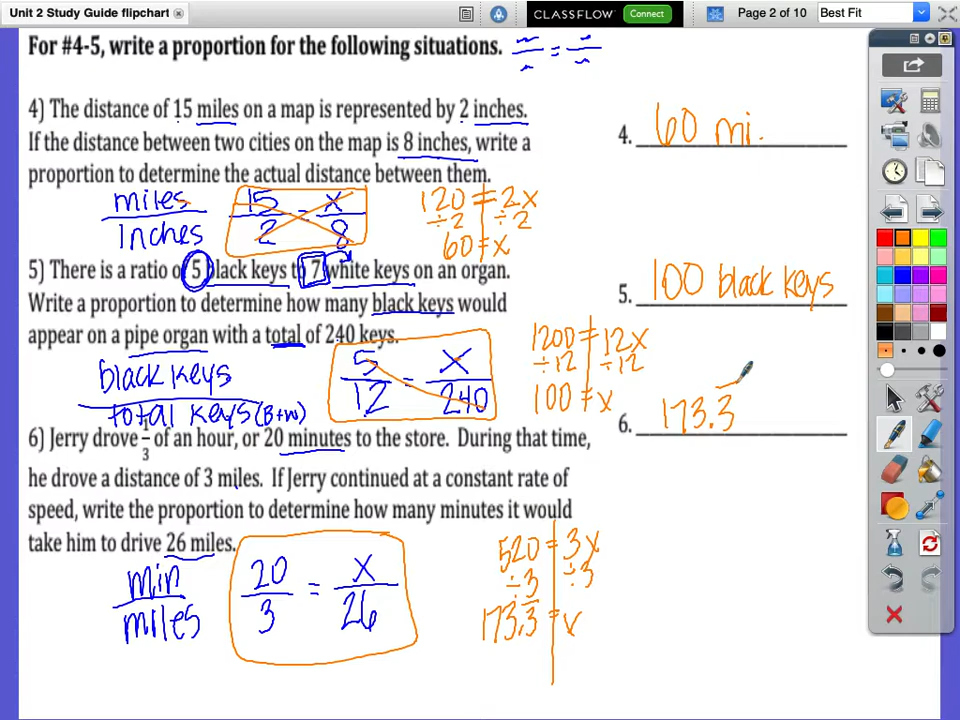 Unit 2 Study Guide flipchart
CLASSFLOW Connect
Page 2 of 10
Best Fit
For #4-5, write a proportion for the following situations.
4) The distance of 15 miles on a map is represented by 2 inches.
If the distance between two cities on the map is 8 inches, write a
proportion to determine the actual distance between them.
4. 60 mi.
miles
inches
15/2 = x/8
120 = 2x
÷2 ÷2
60 = x
5) There is a ratio of 5 black keys to 7 white keys on an organ.
Write a proportion to determine how many black keys would
appear on a pipe organ with a total of 240 keys.
5. 100 black keys
black keys
total keys (B+W)
5/12 = x/240
1200 = 12x
÷12 ÷12
100 = x
6) Jerry drove 1/3 of an hour, or 20 minutes to the store. During that time,
he drove a distance of 3 miles. If Jerry continued at a constant rate of
speed, write the proportion to determine how many minutes it would
take him to drive 26 miles.
6. 173.3̅
min
miles
20/3 = x/26
520 = 3x
÷3 ÷3
173.3̅ = x